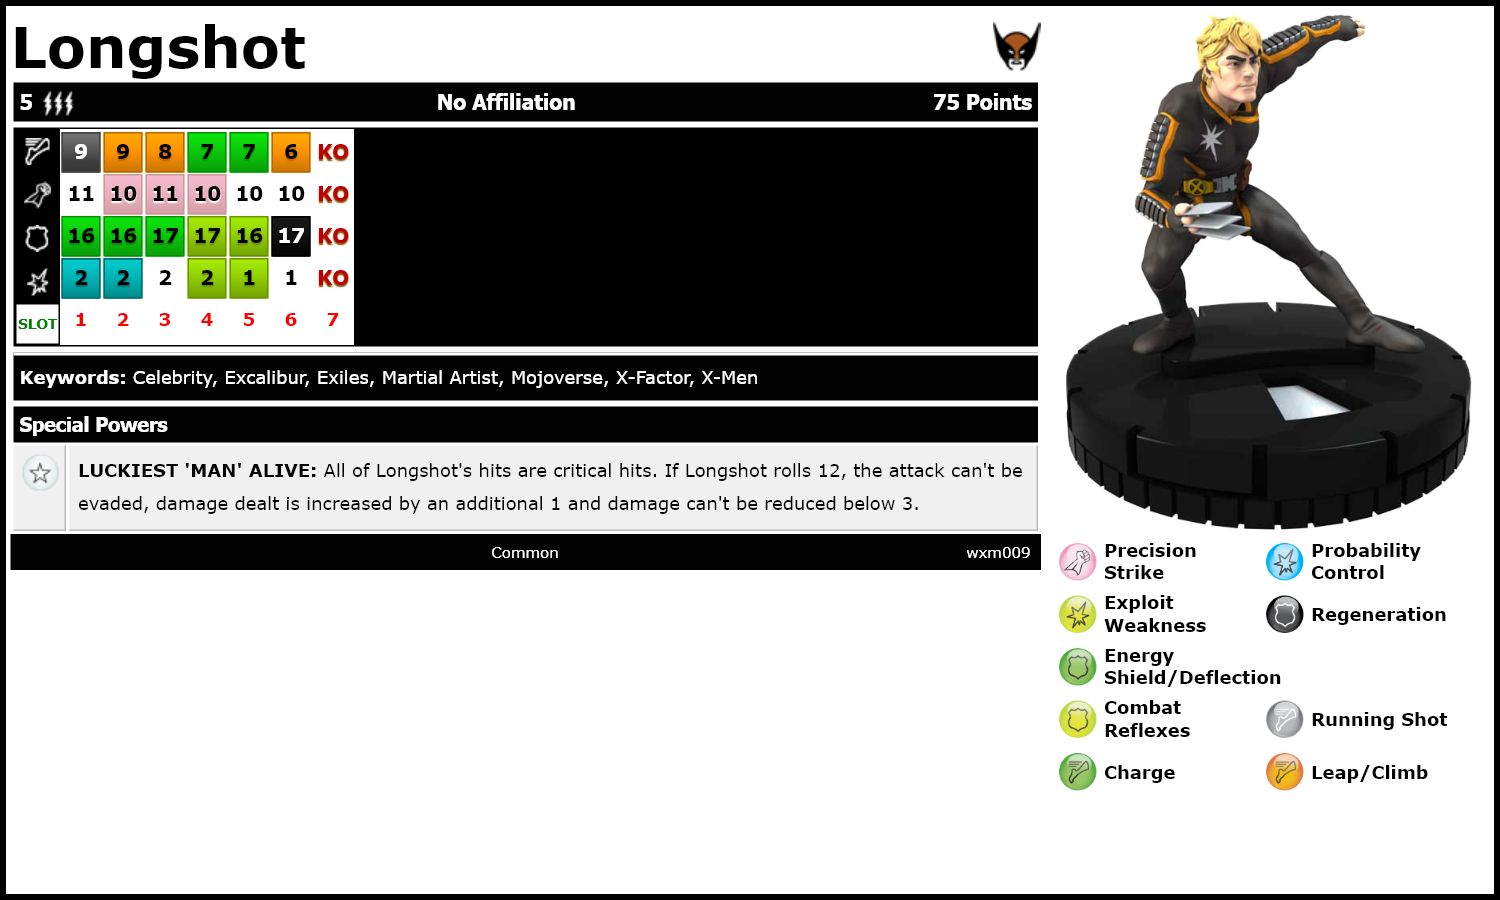 Longshot
5 No Affiliation 75 Points
9 9 8 7 7 6 KO
11 10 11 10 10 10 KO
16 16 17 17 16 17 KO
2 2 2 2 1 1 KO
SLOT 1 2 3 4 5 6 7
Keywords: Celebrity, Excalibur, Exiles, Martial Artist, Mojoverse, X-Factor, X-Men
Special Powers
LUCKIEST 'MAN' ALIVE: All of Longshot's hits are critical hits. If Longshot rolls 12, the attack can't be
evaded, damage dealt is increased by an additional 1 and damage can't be reduced below 3.
Common wxm009
Precision
Strike
Probability
Control
Exploit
Weakness
Regeneration
Energy
Shield/Deflection
Combat
Reflexes
Running Shot
Charge
Leap/Climb